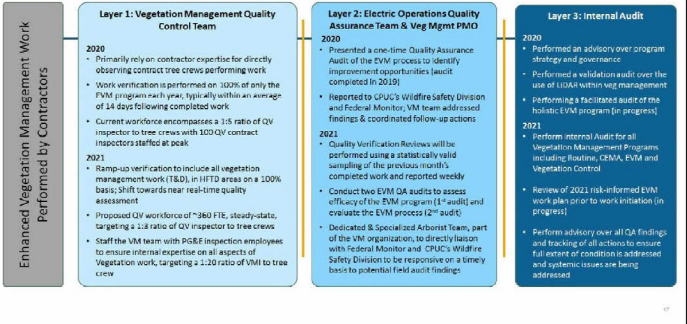 Enhanced Vegetation Management Work
Performed by Contractors
Layer 1: Vegetation Management Quality
Control Team
2020
• Primarily rely on contractor expertise for directly
observing contract tree crews performing work
• Work verification is performed on 100% of only the
EVM program each year, typically within an average
of 14 days following completed work
• Current workforce encompasses a 1:5 ratio of QV
inspector to tree crews with 100 QV contract
inspectors staffed at peak
2021
• Ramp-up verification to include all vegetation
management work (T&D), in HFTD areas on a 100%
basis; Shift towards near real-time quality
assessment
• Proposed QV workforce of ~360 FTE, steady-state,
targeting a 1:3 ratio of QV inspector to tree crews
• Staff the VM team with PG&E inspection employees
to ensure internal expertise on all aspects of
Vegetation work, targeting a 1:20 ratio of VMI to tree
crew
Layer 2: Electric Operations Quality
Assurance Team & Veg Mgmt PMO
2020
• Presented a one-time Quality Assurance
Audit of the EVM process to identify
improvement opportunities (audit
completed in 2019)
• Reported to CPUC's Wildfire Safety Division
and Federal Monitor; VM team addressed
findings & coordinated follow-up actions
2021
• Quality Verification Reviews will be
performed using a statistically valid
sampling of the previous month's
completed work and reported weekly
• Conduct two EVM QA audits to assess
efficacy of the EVM program (1st audit) and
evaluate the EVM process (2nd audit)
• Dedicated & Specialized Arborist Team, part
of the VM organization, to directly liaison
with Federal Monitor and CPUC's Wildfire
Safety Division to be responsive on a timely
basis to potential field audit findings
Layer 3: Internal Audit
2020
• Performed an advisory over program
strategy and governance
• Performed a validation audit over the
use of LiDAR within veg management
• Performing a facilitated audit of the
holistic EVM program (in progress)
2021
• Perform Internal Audit for all
Vegetation Management Programs
including Routine, CEMA, EVM and
Vegetation Control
• Review of 2021 risk-informed EVM
work plan prior to work initiation (in
progress)
• Perform advisory over all QA findings
and tracking of all actions to ensure
full extent of condition is addressed
and systemic issues are being
addressed